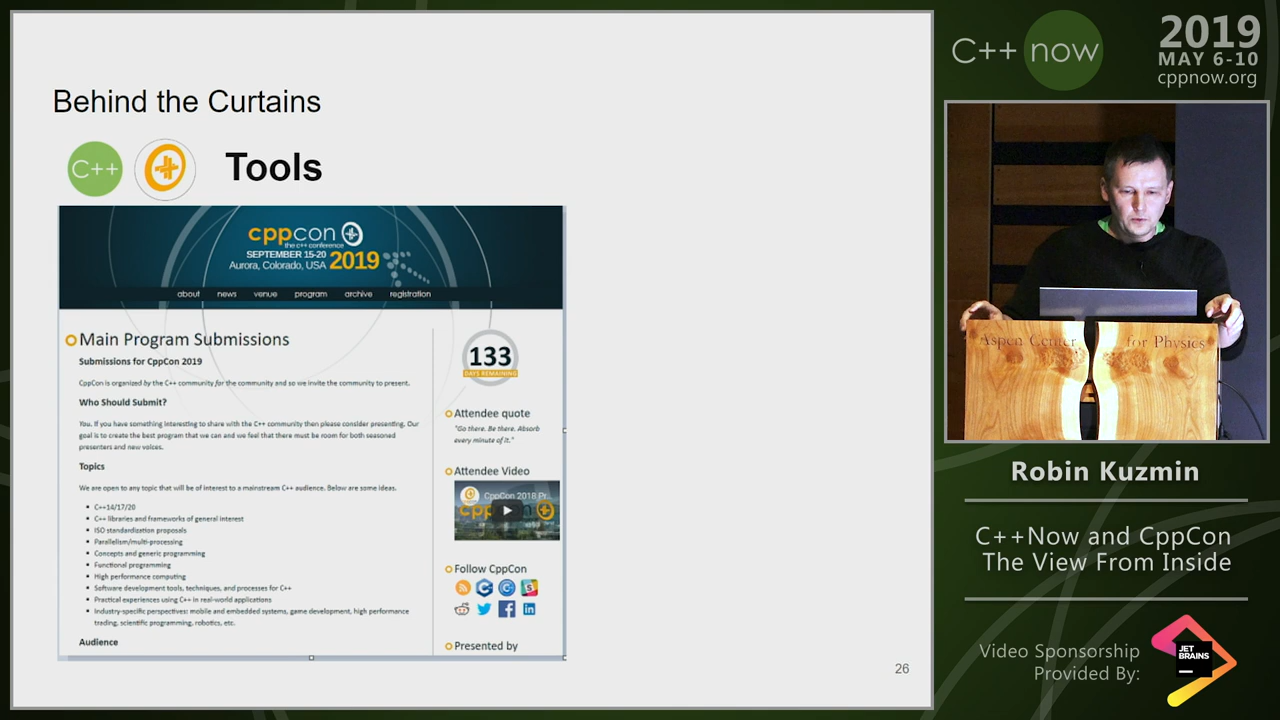 Behind the Curtains
C++
Tools
cppcon
the c++ conference
SEPTEMBER 15-20
Aurora, Colorado, USA 2019
about news venue program archive registration
Main Program Submissions
Submissions for CppCon 2019
CppCon is organized by the C++ community for the community and so we invite the community to present.
Who Should Submit?
You. If you have something interesting to share with the C++ community then please consider presenting. Our
goal is to create the best program that we can and we feel that there must be room for both seasoned
presenters and new voices.
Topics
We are open to any topic that will be of interest to a mainstream C++ audience. Below are some ideas.
C++14/17/20
C++ libraries and frameworks of general interest
ISO standardization proposals
Parallelism/multi-processing
Concepts and generic programming
Functional programming
High performance computing
Software development tools, techniques, and processes for C++
Practical experiences using C++ in real-world applications
Industry-specific perspectives: mobile and embedded systems, game development, high performance
trading, scientific programming, robotics, etc.
Audience
133
DAYS REMAINING
Attendee quote
"Go there. Be there. Absorb
every minute of it."
Attendee Video
CppCon 2018 Pr...
Follow CppCon
Presented by
26
C++ now
2019
MAY 6-10
cppnow.org
Aspen Center for Physics
Robin Kuzmin
C++Now and CppCon
The View From Inside
Video Sponsorship
Provided By:
JET
BRAINS